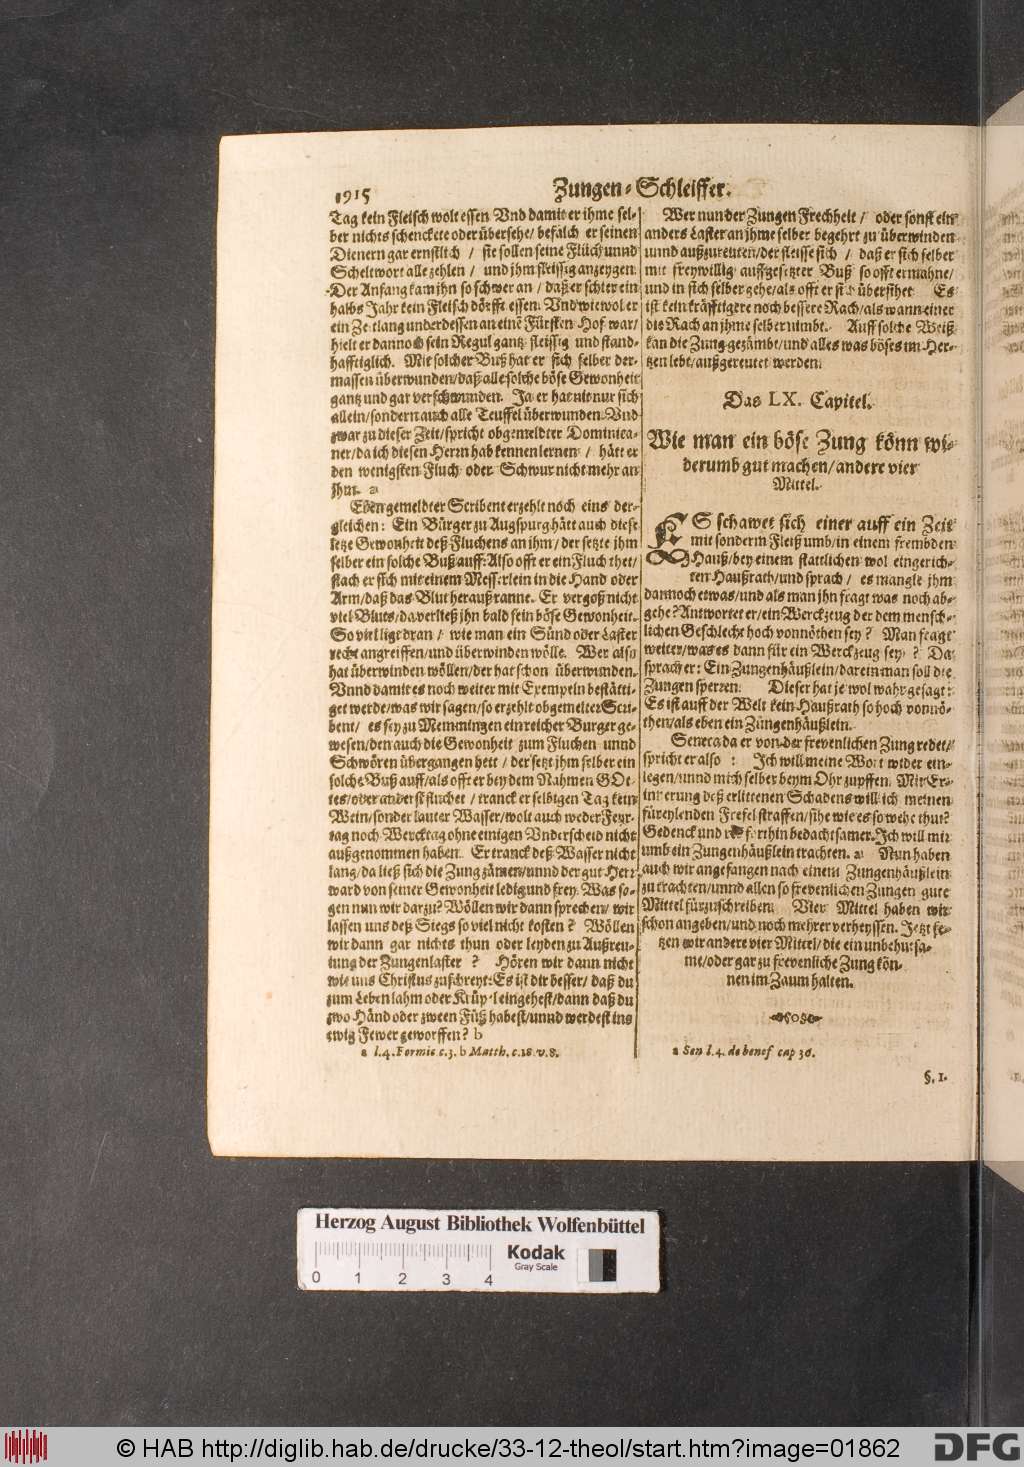 1915
Zungen-Schleiffer.
Tag kein Fleisch wolt essen Vnd damit er ihme sel-
ber nichts schenckete oder übersehe/ befalch er seinen
Dienern gar ernstlich / sie sollen seine Flüch vnnd
Scheltwort alle zehlen / und jhm fleissig anzeygen.
Der Anfang kam jhn so schwer an / daß er schier ein
halbs Jahr kein Fleisch dörfft essen. Vnd wiewol er
ein Zeitlang underdessen an eine Fürsten Hof war/
hielt er dannoch sein Regul gantz fleissig und stand-
hafftiglich. Mit solcher Buß hat er sich selber der-
massen überwunden/ daß alle solche böse Gewonheit
gantz und gar verschwunden. Ja er hat nit nur sich
allein/ sondern auch alle Teuffel überwunden. Vnd
zwar zu dieser Zeit/ spricht obgemeldter Dominica-
ner/ da ich diesen Herrn hab kennen lernen / hätt er
den wenigsten Fluch oder Schwur nicht mehr an
jhm. a
Eben gemeldter Scribent erzehlt noch eins der-
gleichen: Ein Bürger zu Augspurg hätt auch diese
letze Gewonheit deß Fluchens an jhm/ der setzte jhm
selber ein solche Buß auff: Also offt er ein Fluch thet/
stach er sich mit einem Messerlein in die Hand oder
Arm/ daß das Blut herauß ranne. Er vergoß nicht
viel Bluts/ da verließ jhn bald sein böse Gewonheit.
So viel ligt dran / wie man ein Sünd oder Laster
recht angreiffen/ und überwinden wölle. Wer also
hat überwinden wöllen/ der hat schon überwunden.
Vnnd damit es noch weiter mit Exempeln bestätti-
get werde/ was wir sagen/ so erzehlt obgemelter Scri-
bent/ es sey zu Memmingen ein reicher Burger ge-
wesen/ den auch die Gewonheit zum Fluchen unnd
Schwören übergangen hett / der setzt jhm selber ein
solche Buß auff/ als offt er bey dem Nahmen GOt-
tes/ oder anderst fluchet / tranck er selbigen Tag kein
Wein/ sonder lauter Wasser/ wolt auch weder Feyr-
tag noch Wercktag ohne einigen Vnderscheid nicht
außgenommen haben. Er tranck deß Wasser nicht
lang/ da ließ sich die Zung zämen/ unnd der gut Herr
ward von seiner Gewonheit ledig und frey. Was sa-
gen nun wir darzu? Wöllen wir dann sprechen/ wir
lassen uns deß Siegs so viel nicht kosten? Wöllen
wir dann gar nichts thun oder leyden zu Außreu-
tung der Zungenlaster ? Hören wir dann nicht
wie uns Christus zuschreyt: Es ist dir besser/ daß du
zum Leben lahm oder Krüpel eingehest/ dann daß du
zwo Händ oder zween Füß habest/ unnd werdest ins
ewig Fewer geworffen? b
a l.4. Formic c.3. b Matth. c.18. v.8.
Wer nun der Zungen Frechheit / oder sonst ein
anders Laster an jhme selber begehrt zu überwinden
unnd außzureuten/ der fleisse sich / daß er sich selber
mit freywillig auffgesetzter Buß so offt ermahne/
und in sich selber gehe/ als offt er sich übersihet Es
ist kein kräfftigere noch bessere Rach/ als wann einer
die Rach an jhme selber nimbt. Auff solche Weiß
kan die Zung gezämbt/ und alles was böses im Her-
tzen lebt/ außgereutet werden.
Das LX. Capitel.
Wie man ein böse Zung könn wi-
derumb gut machen/ andere vier
Mittel.
ES schawet sich einer auff ein Zeit
mit sonderm Fleiß umb/ in einem frembden
Hauß/ bey einem stattlichen wol eingerich-
ten Haußrath/ und sprach / es mangle jhm
dannoch etwas/ und als man jhn fragt was noch ab-
gehe? Antwortet er/ ein Werckzeug der dem mensch-
lichen Geschlecht hoch vonnöthen sey? Man fragt
weiter/ was es dann für ein Werckzeug sey ? Da
sprach er: Ein Zungenhäußlein/ darein man soll die
Zungen sperzen. Dieser hat je wol wahr gesagt:
Es ist auff der Welt kein Haußrath so hoch vonnö-
then/ als eben ein Zungenhäußlein.
Seneca da er von der frevenlichen Zung redet/
spricht er also : Ich will meine Wort wider ein-
legen/ unnd mich selber beym Ohr zupffen. Mit Er-
innerung deß erlittenen Schadens will ich meinen
füreylenden Frefel straffen/ sihe wie es so wehe thut?
Gedenck und forthin bedachtsamer. Ich will mir
umb ein Zungenhäußlein trachten. a Nun haben
auch wir angefangen nach einem Zungenhäußlein
zu trachten/ unnd allen so frevenlichen Zungen gute
Mittel fürzuschreiben. Vier Mittel haben wir
schon angeben/ und noch mehrer verheyssen. Jetzt se-
tzen wir andere vier Mittel/ die ein unbehutsa-
me/ oder gar zu frevenliche Zung kön-
nen im Zaum halten.
a Sen l.4. de benef cap 36.
§. 1.
Herzog August Bibliothek Wolfenbüttel
Kodak
Gray Scale
0 1 2 3 4
© HAB http://diglib.hab.de/drucke/33-12-theol/start.htm?image=01862
DFG